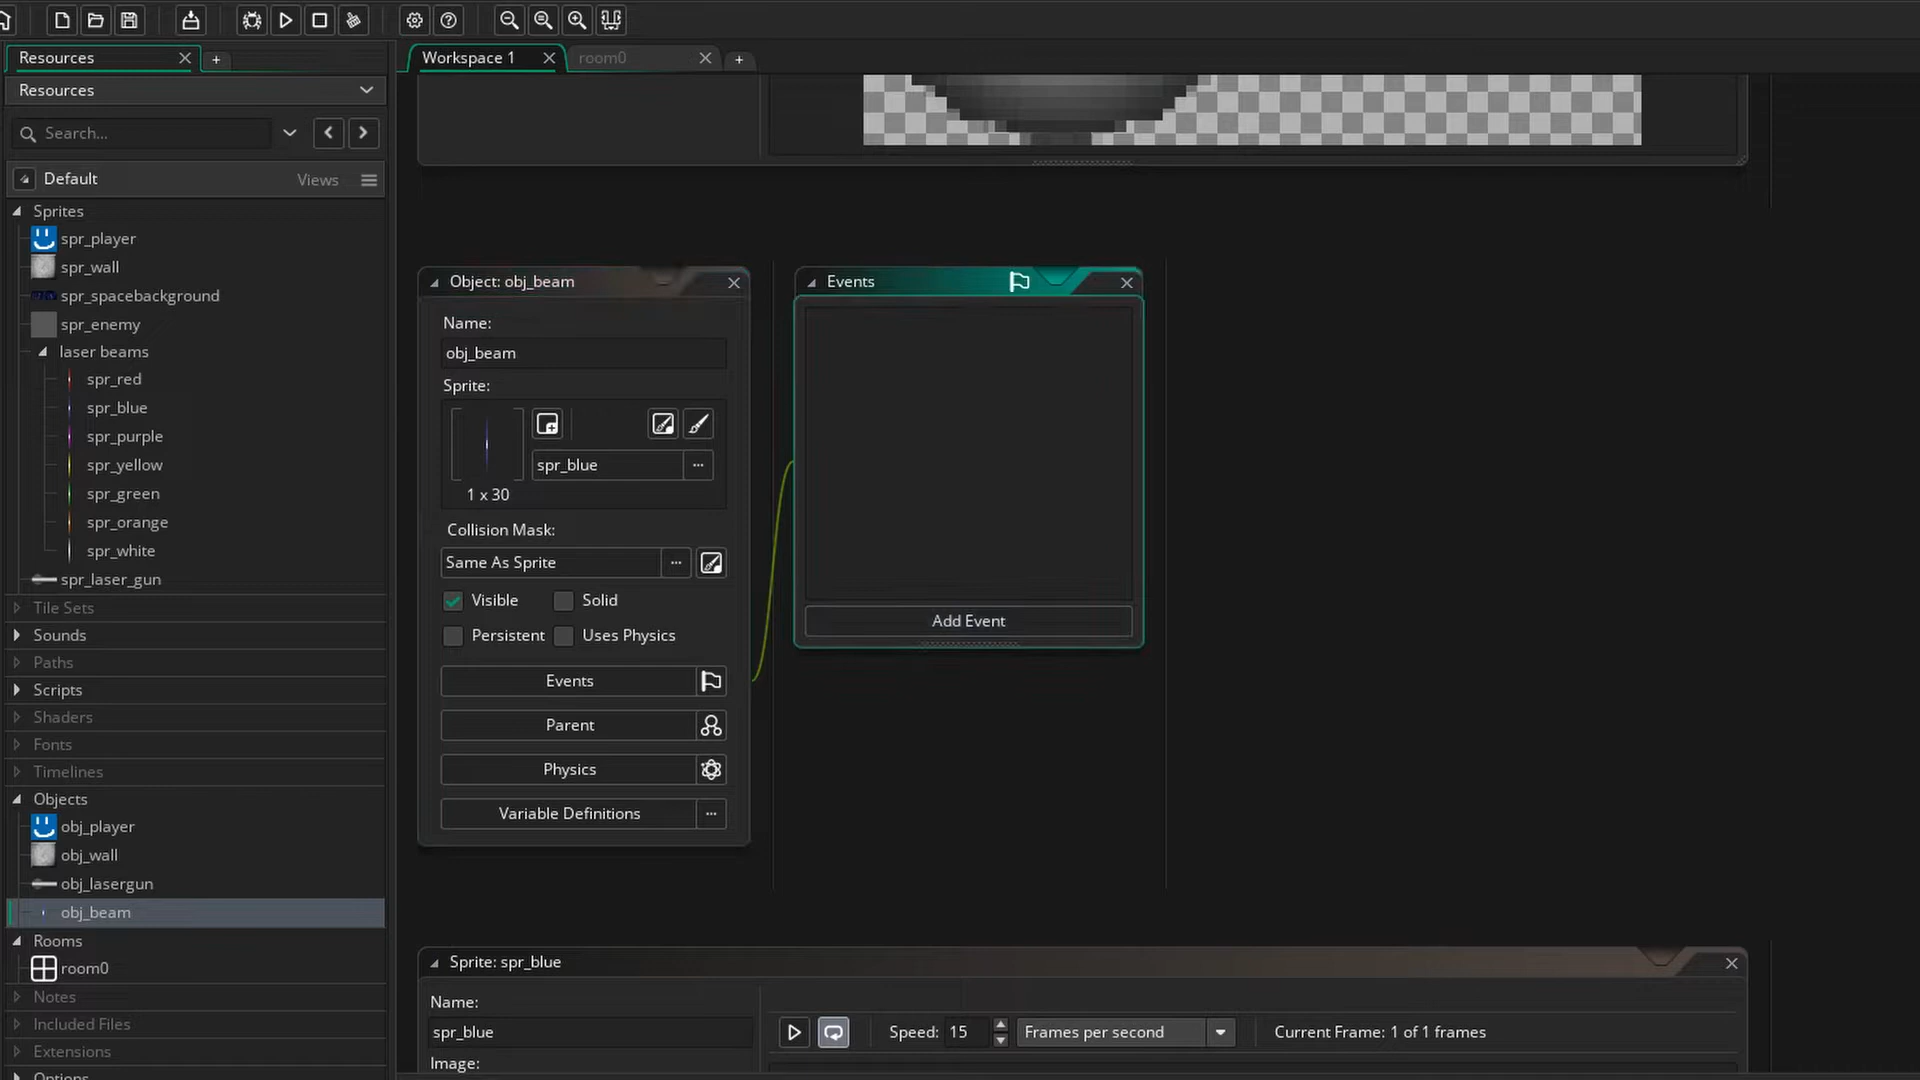 Resources
Workspace 1
room0
Resources
Search...
Default
Views
Sprites
spr_player
spr_wall
spr_spacebackground
spr_enemy
laser beams
spr_red
spr_blue
spr_purple
spr_yellow
spr_green
spr_orange
spr_white
spr_laser_gun
Tile Sets
Sounds
Paths
Scripts
Shaders
Fonts
Timelines
Objects
obj_player
obj_wall
obj_lasergun
obj_beam
Rooms
room0
Notes
Included Files
Extensions
Options
Object: obj_beam
Name:
obj_beam
Sprite:
spr_blue
1 x 30
Collision Mask:
Same As Sprite
Visible
Solid
Persistent
Uses Physics
Events
Parent
Physics
Variable Definitions
Events
Add Event
Sprite: spr_blue
Name:
spr_blue
Image:
Speed: 15
Frames per second
Current Frame: 1 of 1 frames